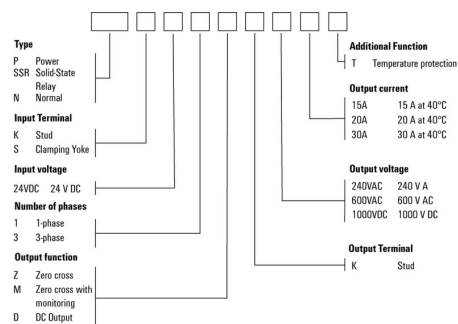 Type
P Power
SSR Solid-State
Relay
N Normal
Input Terminal
K Stud
S Clamping Yoke
Input voltage
24VDC 24 V DC
Number of phases
1 1-phase
3 3-phase
Output function
Z Zero cross
M Zero cross with
monitoring
D DC Output
Additional Function
T Temperature protection
Output current
15A 15 A at 40°C
20A 20 A at 40°C
30A 30 A at 40°C
Output voltage
240VAC 240 V A
600VAC 600 V AC
1000VDC 1000 V DC
Output Terminal
K Stud